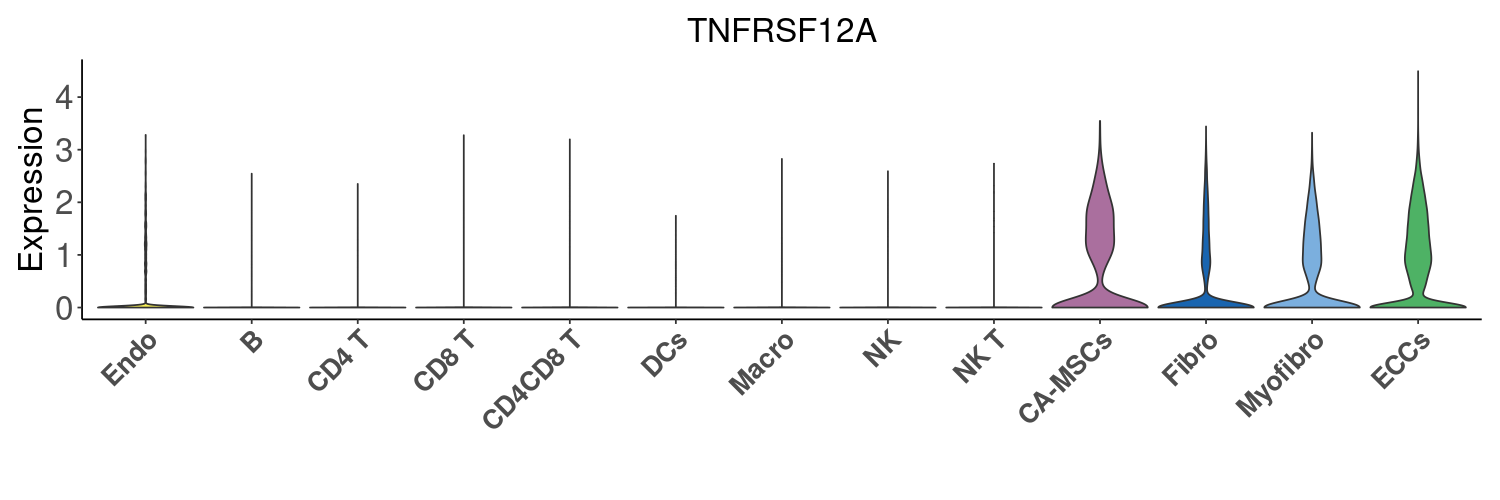 TNFRSF12A
Expression
4
3
2
1
0
Endo
B
CD4 T
CD8 T
CD4CD8 T
DCs
Macro
NK
NK T
CA-MSCs
Fibro
Myofibro
ECCs